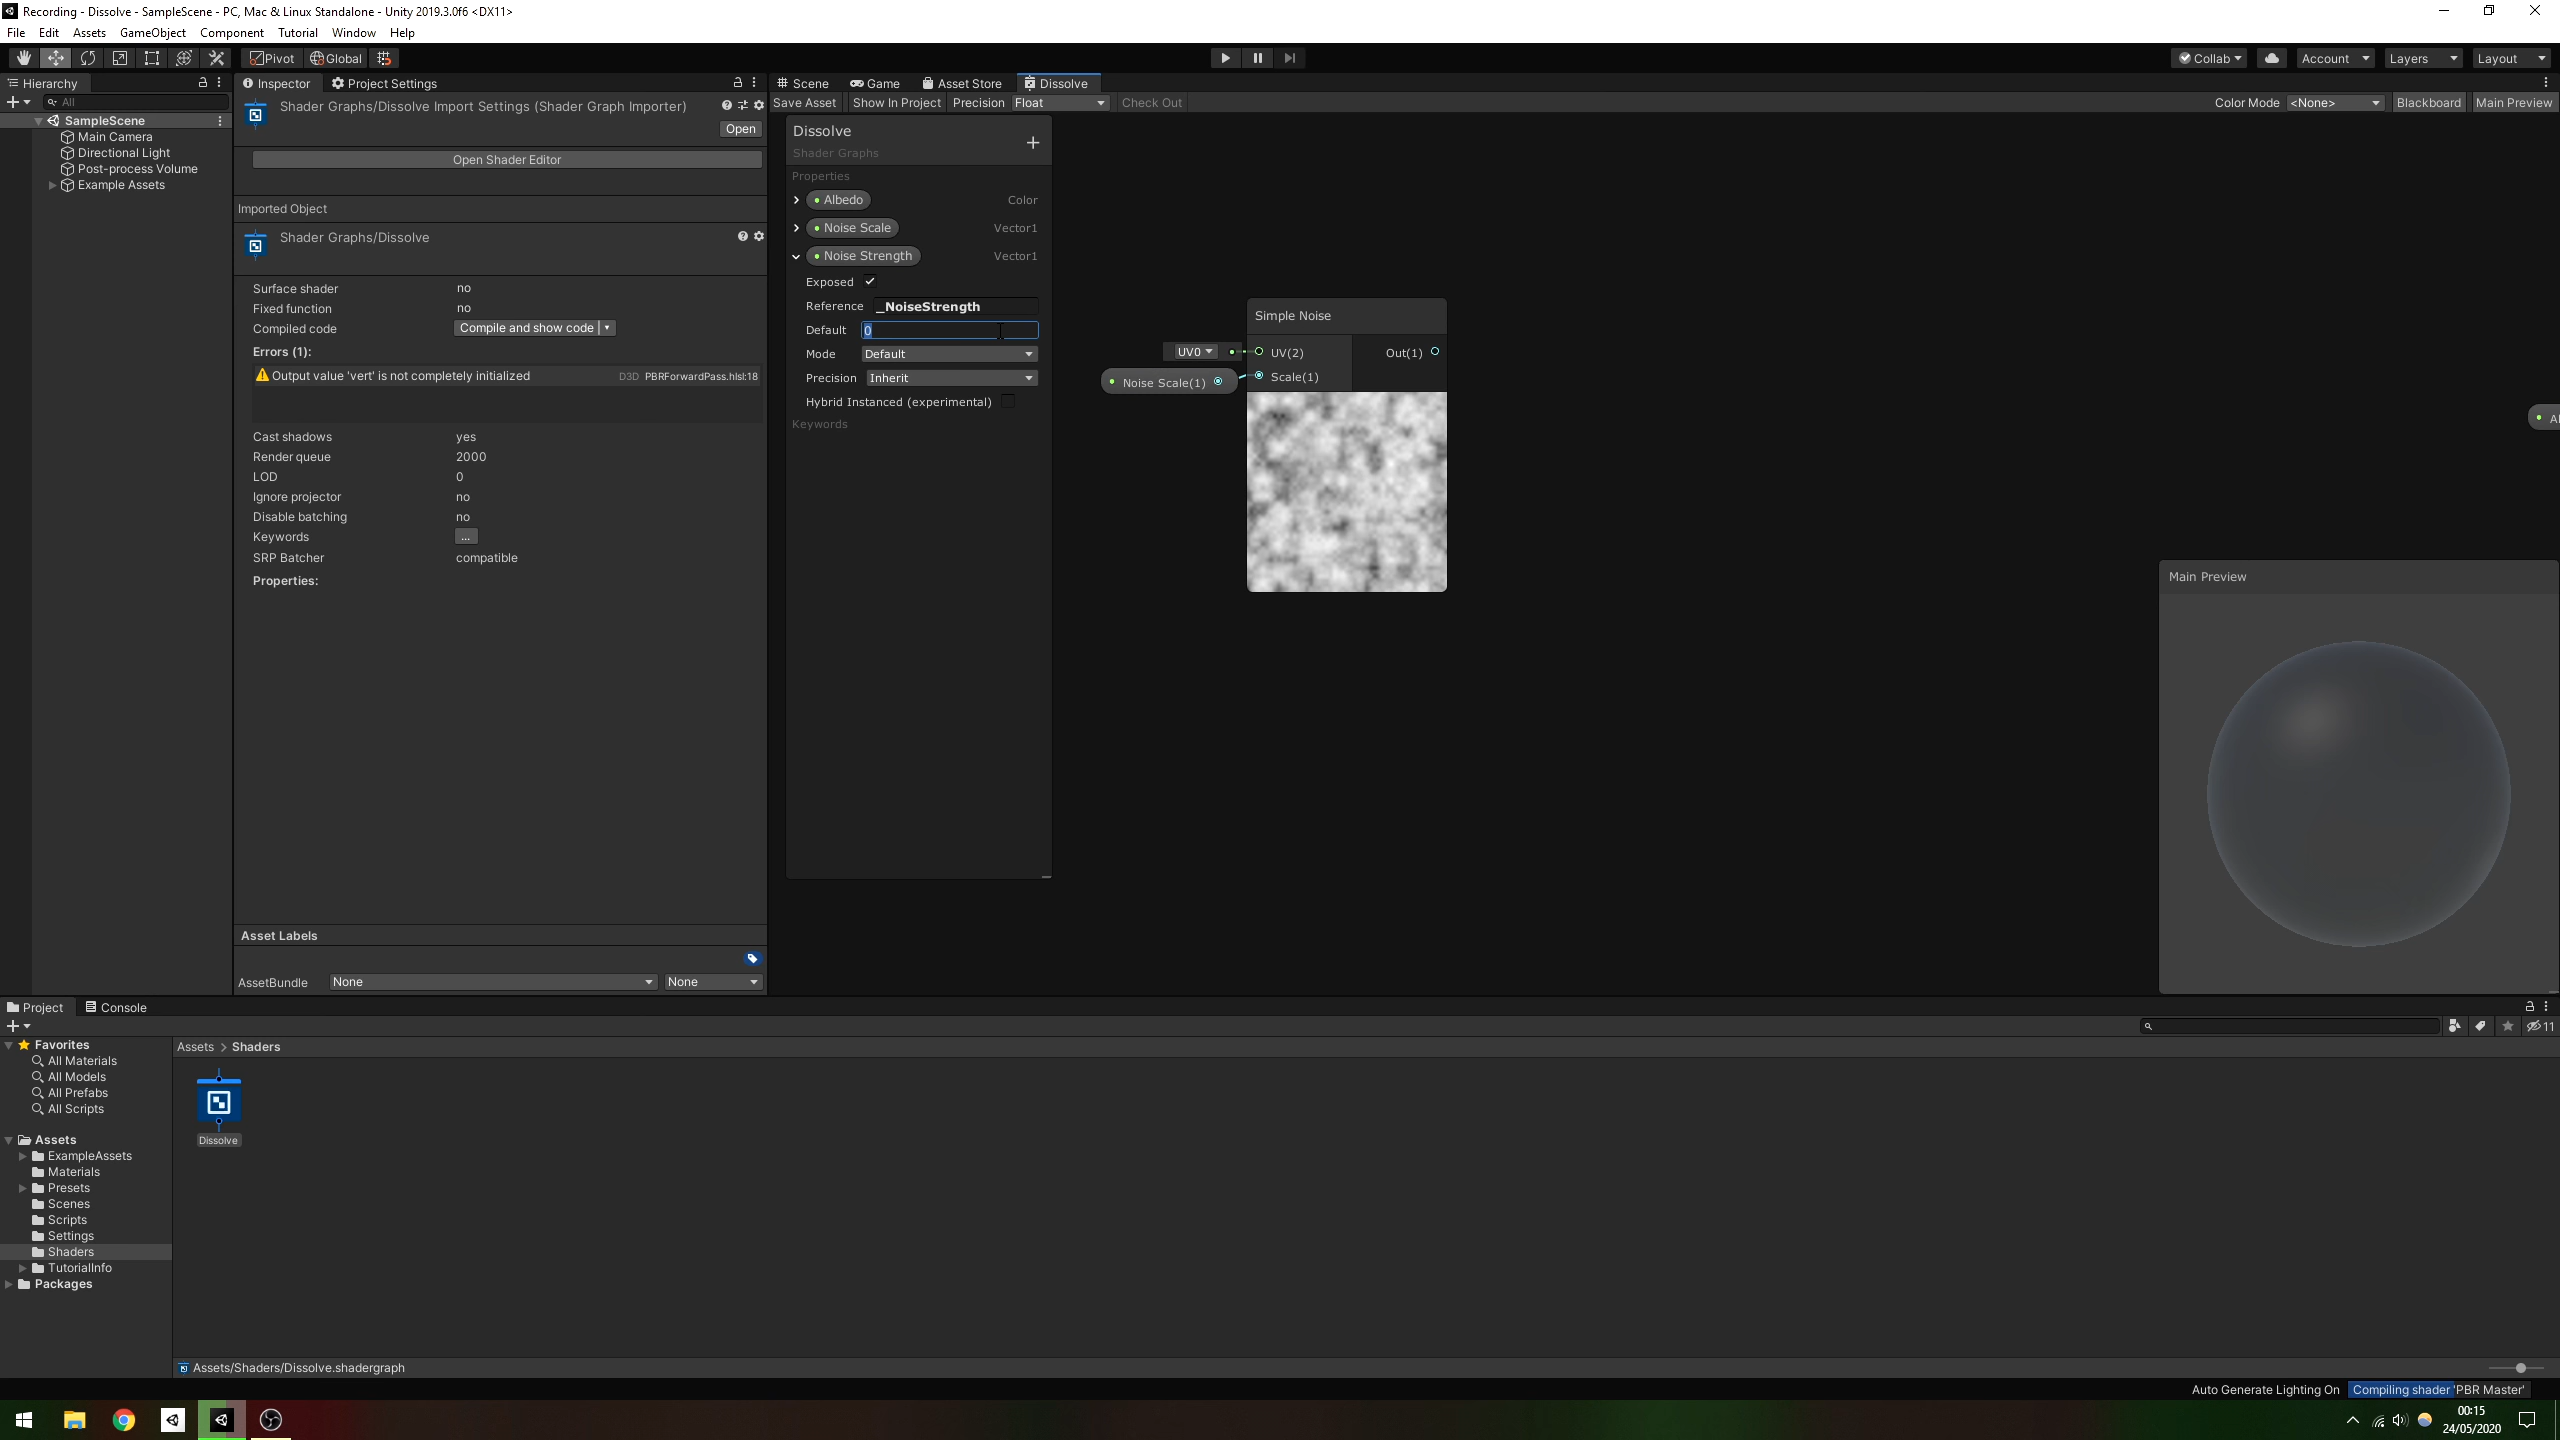 Recording - Dissolve - SampleScene - PC, Mac & Linux Standalone - Unity 2019.3.0f6 <DX11>
File Edit Assets GameObject Component Tutorial Window Help
Pivot Global Collab Account Layers Layout
Hierarchy
All
SampleScene
Main Camera
Directional Light
Post-process Volume
Example Assets
Inspector Project Settings
Shader Graphs/Dissolve Import Settings (Shader Graph Importer)
Open
Open Shader Editor
Imported Object
Shader Graphs/Dissolve
Surface shader no
Fixed function no
Compiled code Compile and show code
Errors (1):
Output value 'vert' is not completely initialized D3D PBRForwardPass.hlsl:18
Cast shadows yes
Render queue 2000
LOD 0
Ignore projector no
Disable batching no
Keywords ...
SRP Batcher compatible
Properties:
Asset Labels
AssetBundle None None
Scene Game Asset Store Dissolve
Save Asset Show In Project Precision Float Check Out Color Mode <None> Blackboard Main Preview
Dissolve
Shader Graphs
Properties
Albedo Color
Noise Scale Vector1
Noise Strength Vector1
Exposed
Reference _NoiseStrength
Default 0
Mode Default
Precision Inherit
Hybrid Instanced (experimental)
Keywords
Simple Noise
UV0 UV(2) Out(1)
Noise Scale(1) Scale(1)
Main Preview
Project Console
11
Favorites
All Materials
All Models
All Prefabs
All Scripts
Assets
ExampleAssets
Materials
Presets
Scenes
Scripts
Settings
Shaders
TutorialInfo
Packages
Assets > Shaders
Dissolve
Assets/Shaders/Dissolve.shadergraph
Auto Generate Lighting On Compiling shader 'PBR Master'
00:15
24/05/2020